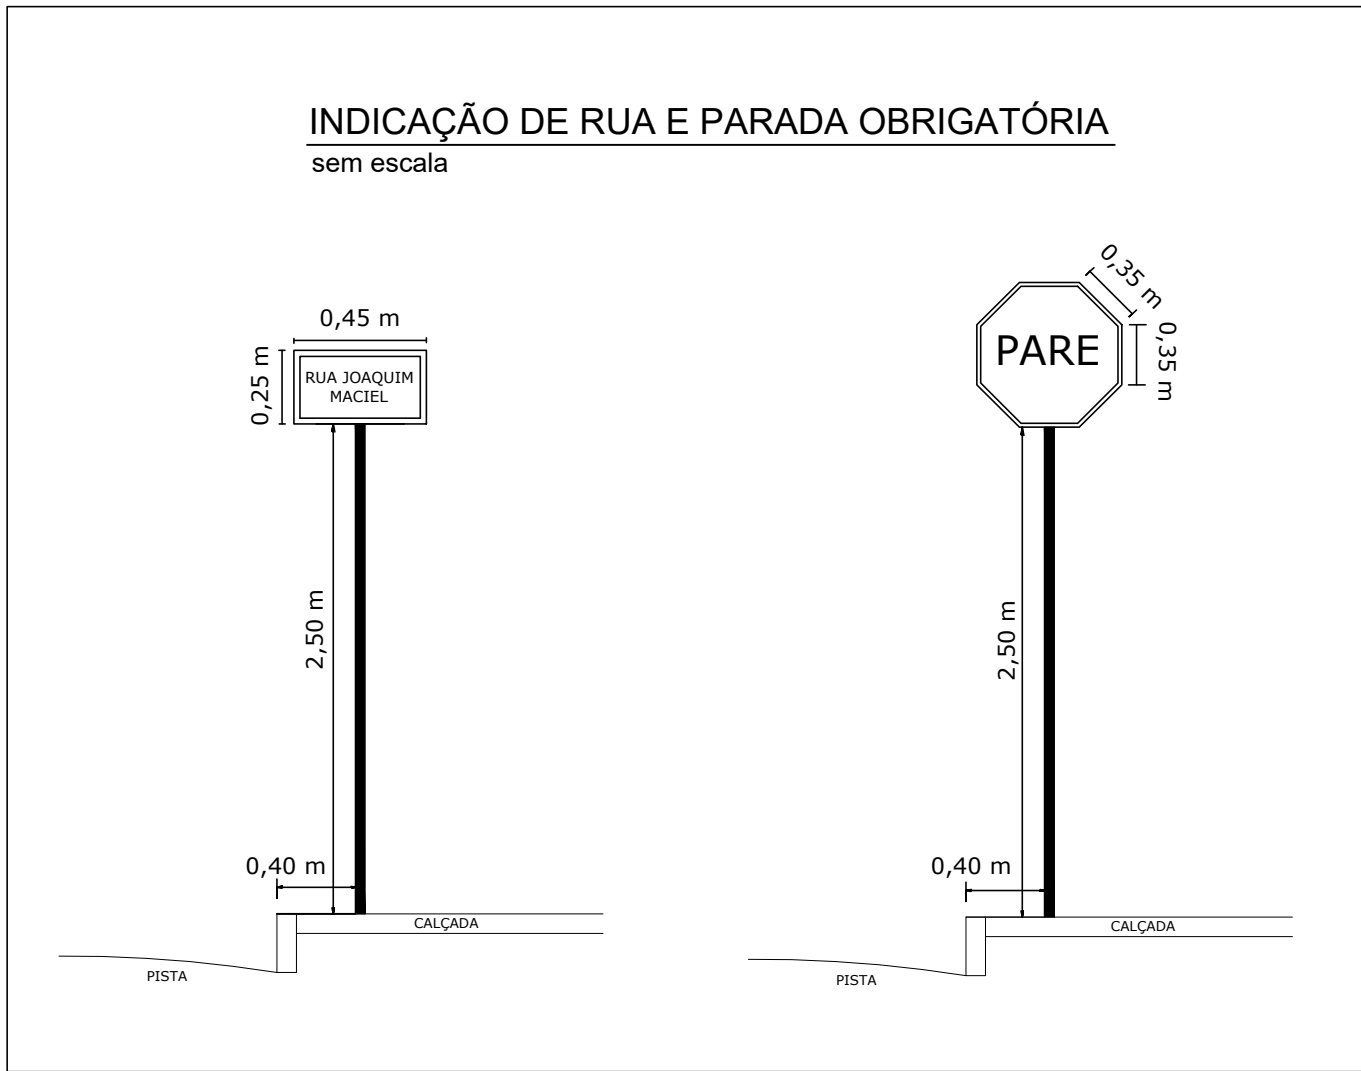 INDICAÇÃO DE RUA E PARADA OBRIGATÓRIA
sem escala
0,45 m
0,25 m
RUA JOAQUIM
MACIEL
2,50 m
0,40 m
CALÇADA
PISTA
0,35 m
0,35 m
PARE
2,50 m
0,40 m
CALÇADA
PISTA